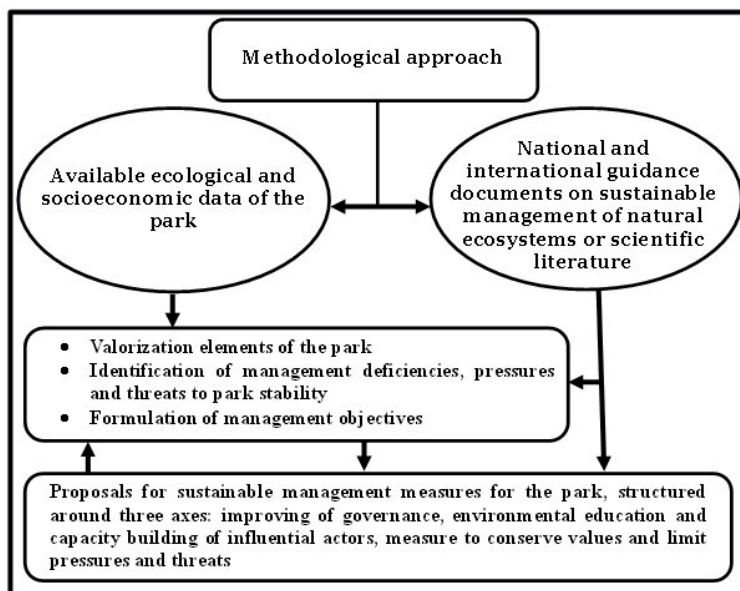 Methodological approach
Available ecological and
socioeconomic data of the
park
National and
international guidance
documents on sustainable
management of natural
ecosystems or scientific
literature
• Valorization elements of the park
• Identification of management deficiencies, pressures
and threats to park stability
• Formulation of management objectives
Proposals for sustainable management measures for the park, structured
around three axes: improving of governance, environmental education and
capacity building of influential actors, measure to conserve values and limit
pressures and threats